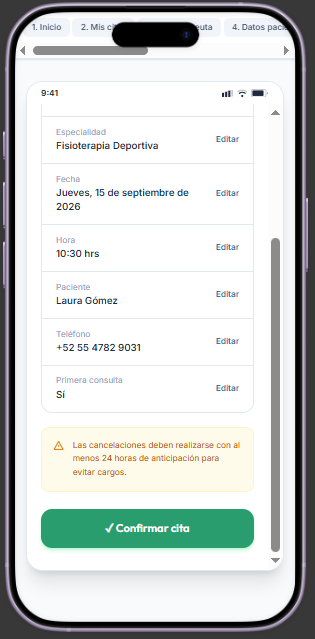 1. Inicio 2. Mis ci euta 4. Datos paci
9:41
Especialidad
Fisioterapia Deportiva
Editar
Fecha
Jueves, 15 de septiembre de
2026
Editar
Hora
10:30 hrs
Editar
Paciente
Laura Gómez
Editar
Teléfono
+52 55 4782 9031
Editar
Primera consulta
Sí
Editar
Las cancelaciones deben realizarse con al
menos 24 horas de anticipación para
evitar cargos.
✓ Confirmar cita